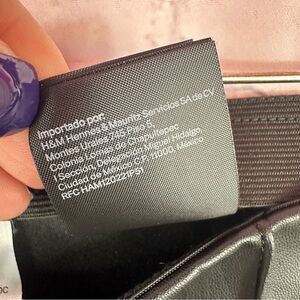 Importado por:
H&M Hennes & Mauritz Servicios SA de CV
Montes Urales 745 Piso 5,
Colonia Lomas de Chapultepec
I Sección, Delegación Miguel Hidalgo,
Ciudad de México C.P. 11000, México
RFC HAM120221PS1